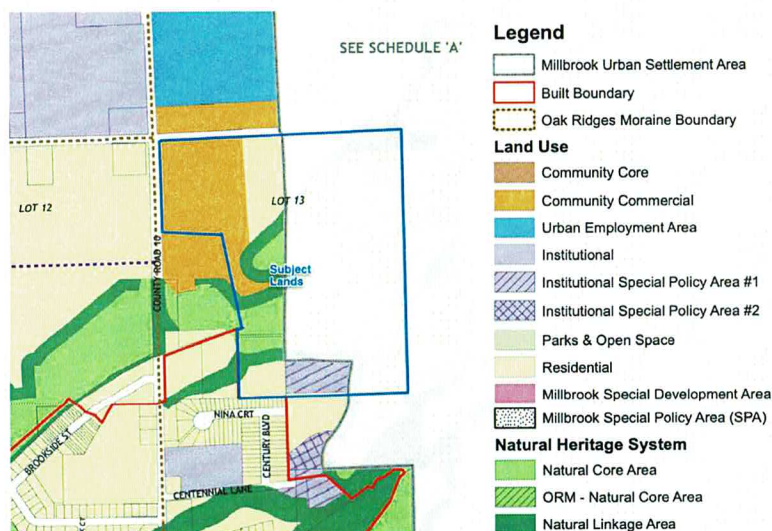 SEE SCHEDULE 'A'
LOT 12
LOT 13
COUNTY ROAD 10
Subject
Lands
NINA CRT
CENTURY BLVD
BROOKSIDE ST
CENTENNIAL LANE
CT
Legend
Millbrook Urban Settlement Area
Built Boundary
Oak Ridges Moraine Boundary
Land Use
Community Core
Community Commercial
Urban Employment Area
Institutional
Institutional Special Policy Area #1
Institutional Special Policy Area #2
Parks & Open Space
Residential
Millbrook Special Development Area
Millbrook Special Policy Area (SPA)
Natural Heritage System
Natural Core Area
ORM - Natural Core Area
Natural Linkage Area